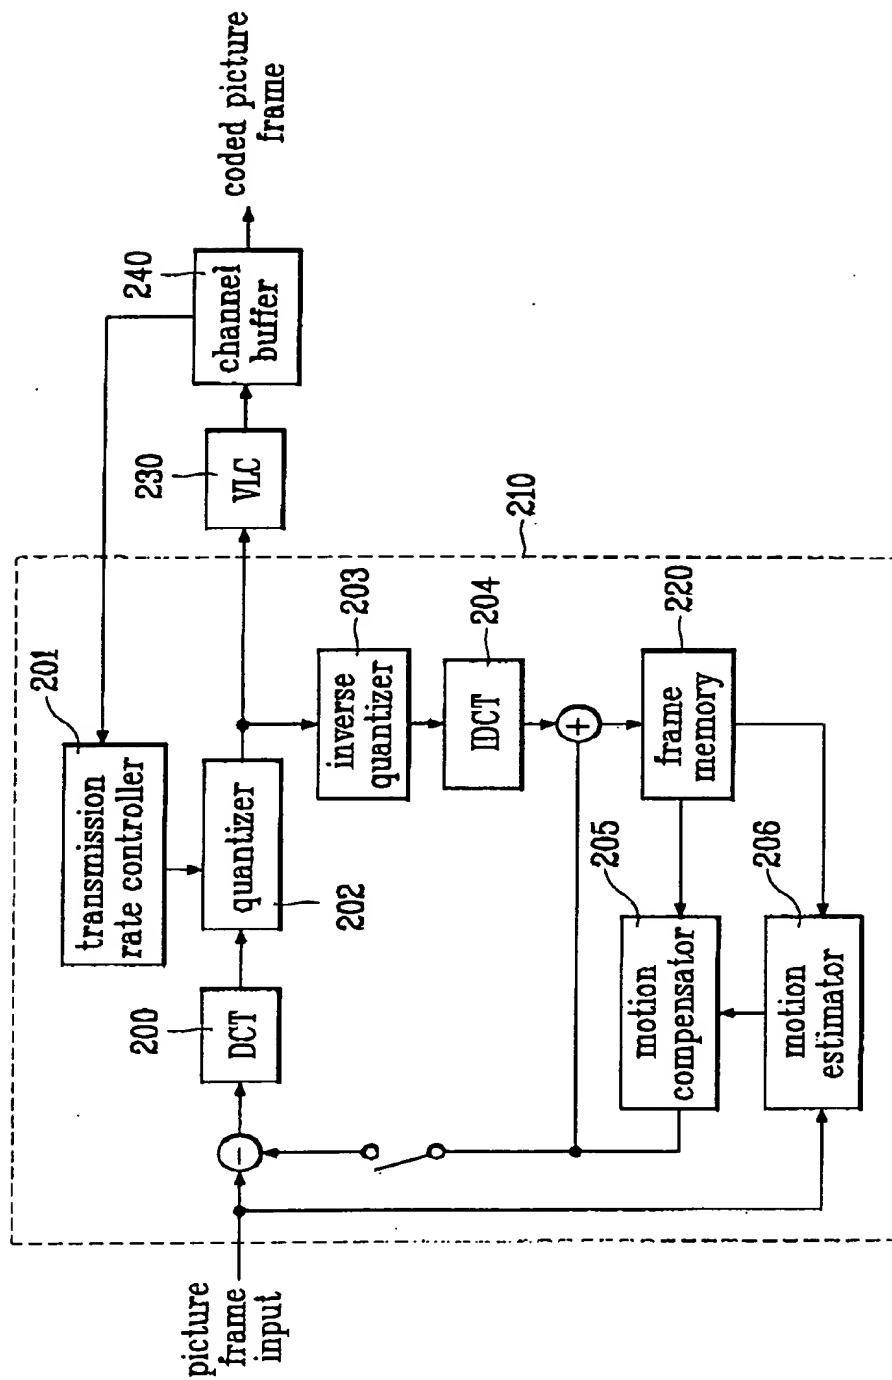 picture
frame
input
-
200
DCT
201
transmission
rate controller
quantizer
202
203
inverse
quantizer
204
IDCT
+
220
frame
memory
205
motion
compensator
206
motion
estimator
210
230
VLC
240
channel
buffer
coded picture
frame